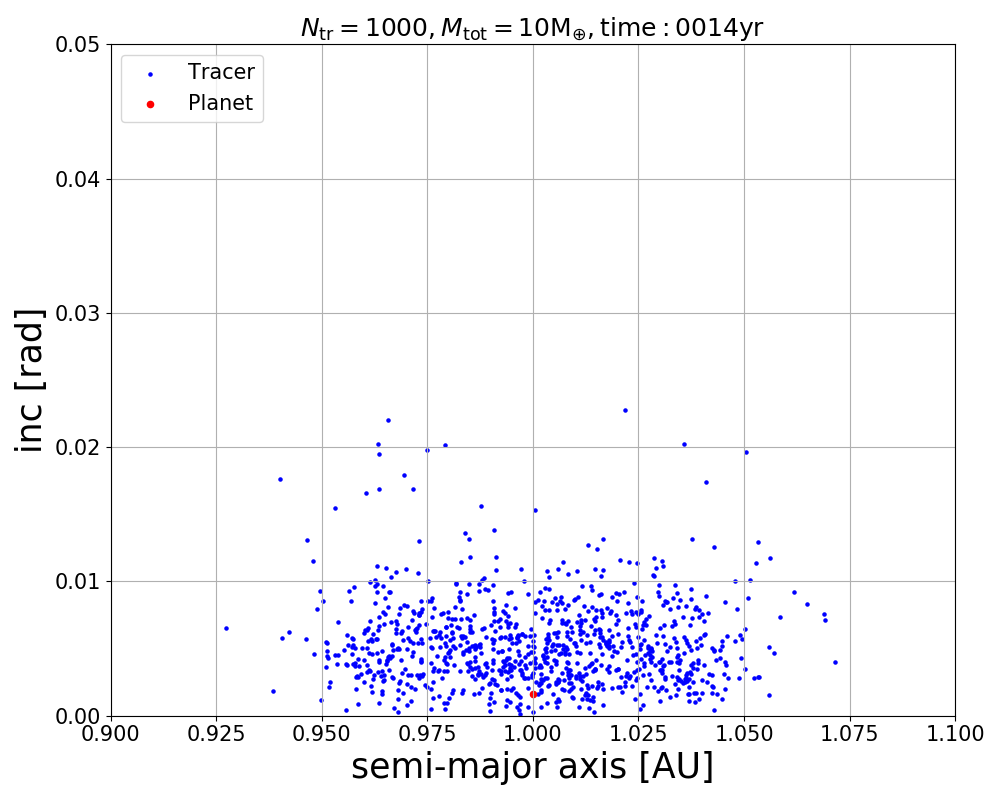 N_tr = 1000, M_tot = 10M_⊕, time : 0014yr
0.05
Tracer
Planet
0.04
0.03
inc [rad]
0.02
0.01
0.00
0.900 0.925 0.950 0.975 1.000 1.025 1.050 1.075 1.100
semi-major axis [AU]